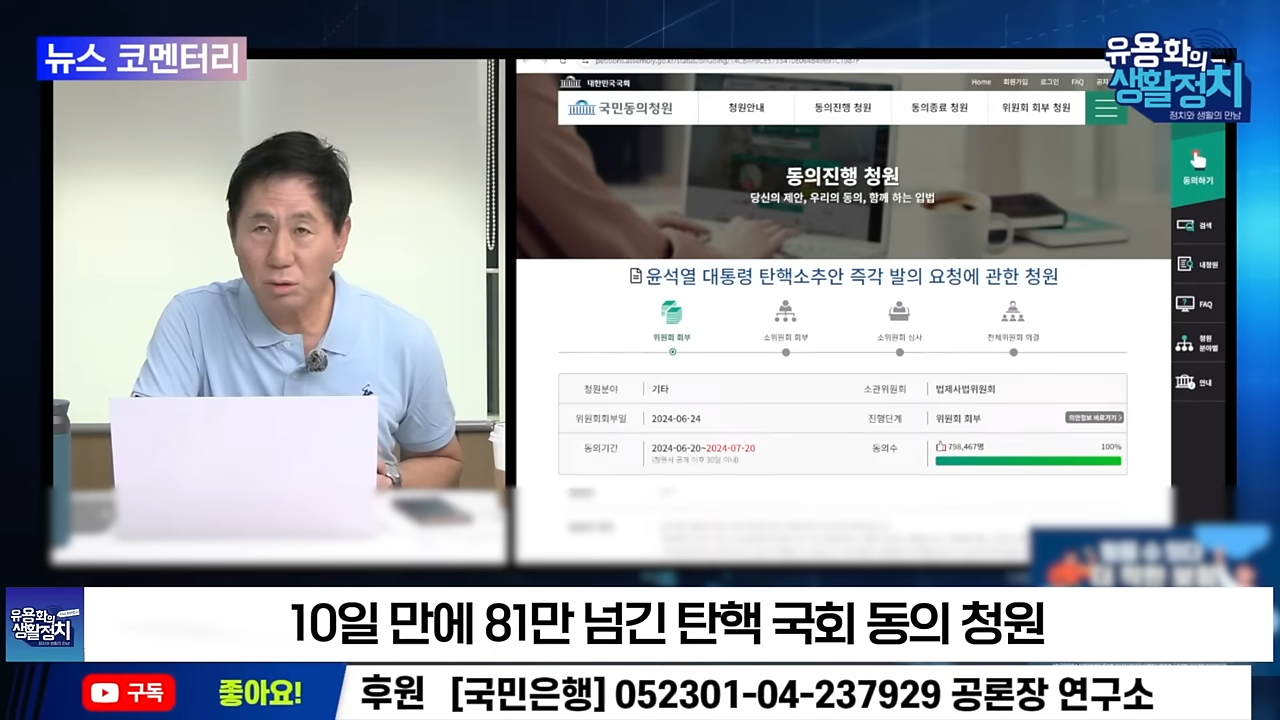 뉴스 코멘터리
유용화의
생활정치
정치와 생활의 만남
대한민국국회
Home 회원가입 로그인 FAQ
국민동의청원
청원안내
동의진행 청원
동의종료 청원
위원회 회부 청원
동의진행 청원
당신의 제안, 우리의 동의, 함께 하는 입법
동의하기
검색
내청원
FAQ
청원
분야별
안내
윤석열 대통령 탄핵소추안 즉각 발의 요청에 관한 청원
위원회 회부
소위원회 회부
소위원회 심사
전체위원회 의결
청원분야 기타 소관위원회 법제사법위원회
위원회회부일 2024-06-24 진행단계 위원회 회부 의안정보 바로가기 >
동의기간 2024-06-20~2024-07-20 동의수 798,467명 100%
(청원서 공개 이후 30일 이내)
유용화의
생활정치
10일 만에 81만 넘긴 탄핵 국회 동의 청원
구독 좋아요! 후원 [국민은행] 052301-04-237929 공론장 연구소